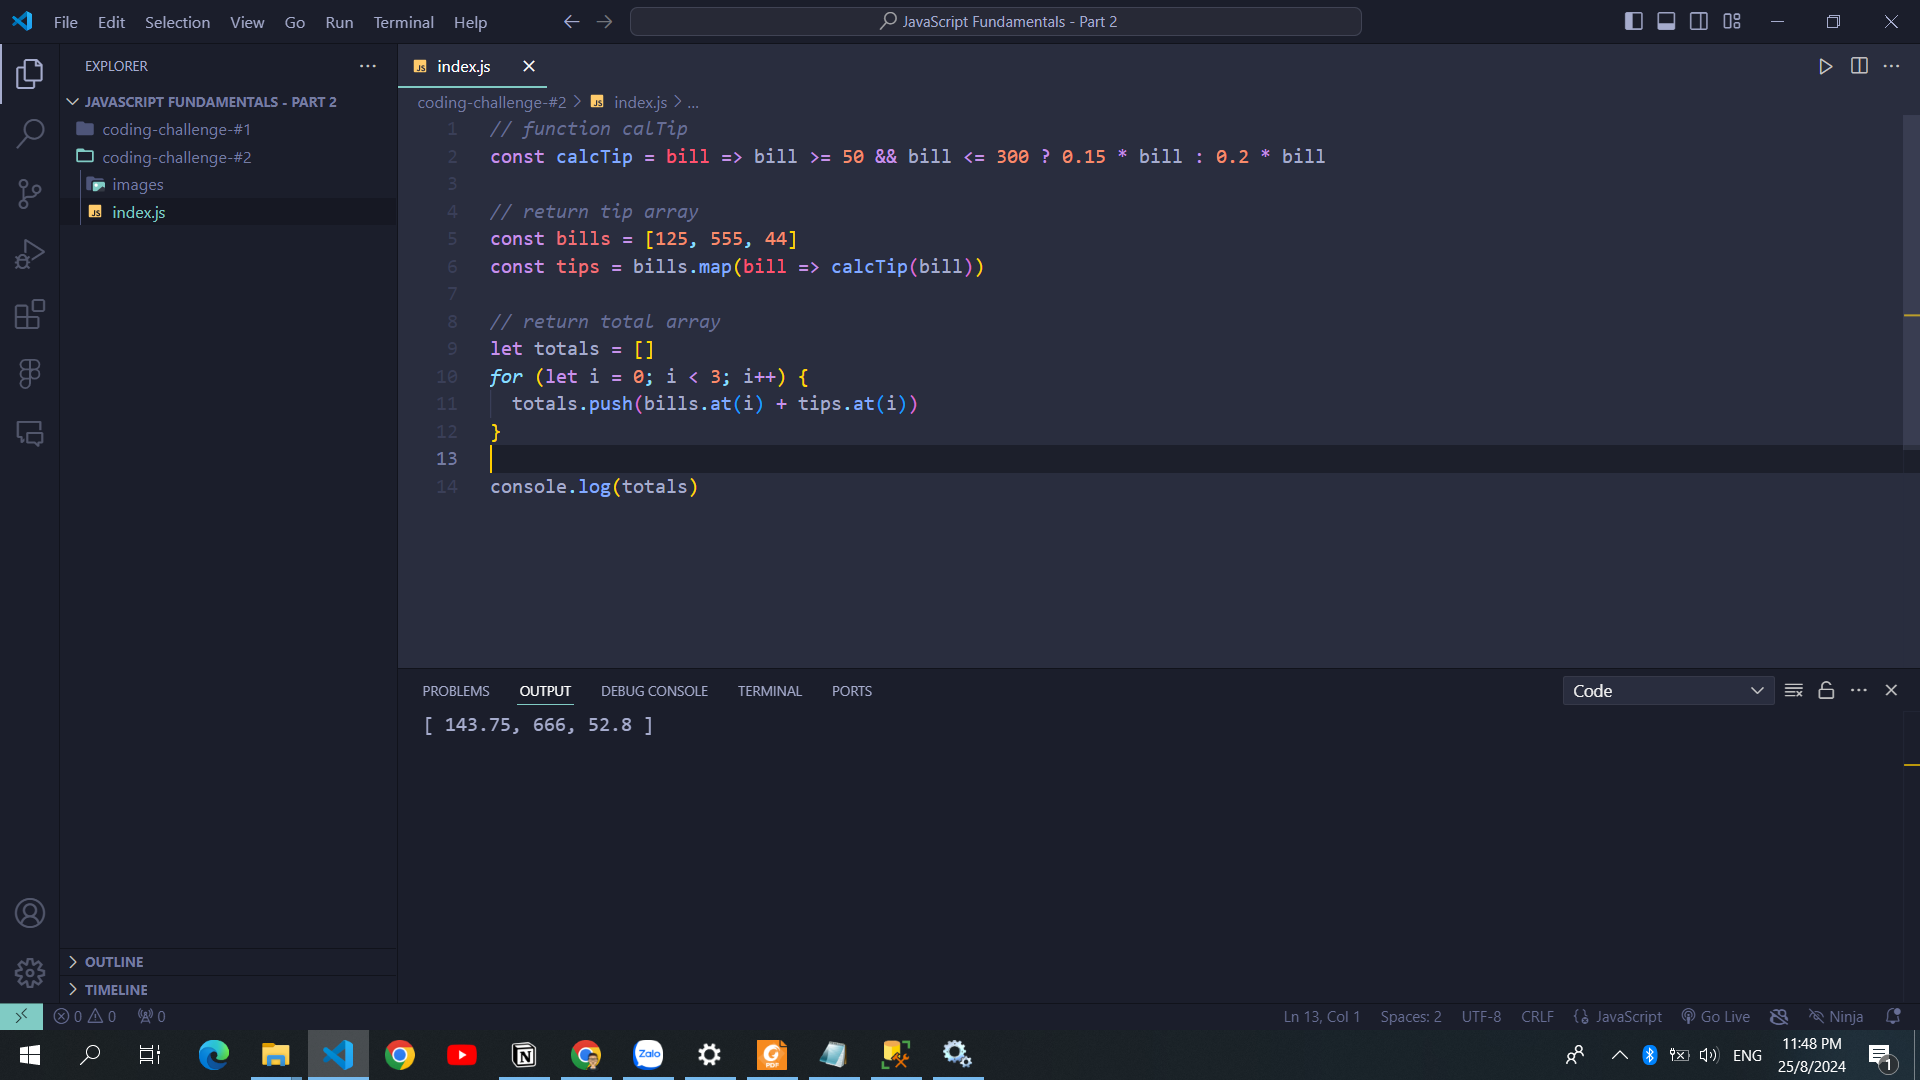 File Edit Selection View Go Run Terminal Help
JavaScript Fundamentals - Part 2
EXPLORER
JAVASCRIPT FUNDAMENTALS - PART 2
coding-challenge-#1
coding-challenge-#2
images
index.js
OUTLINE
TIMELINE
index.js
coding-challenge-#2 > JS index.js > ...
1 // function calTip
2 const calcTip = bill => bill >= 50 && bill <= 300 ? 0.15 * bill : 0.2 * bill
3
4 // return tip array
5 const bills = [125, 555, 44]
6 const tips = bills.map(bill => calcTip(bill))
7
8 // return total array
9 let totals = []
10 for (let i = 0; i < 3; i++) {
11 totals.push(bills.at(i) + tips.at(i))
12 }
13
14 console.log(totals)
PROBLEMS OUTPUT DEBUG CONSOLE TERMINAL PORTS
Code
[ 143.75, 666, 52.8 ]
0 0 0
Ln 13, Col 1 Spaces: 2 UTF-8 CRLF {} JavaScript Go Live Ninja
Zalo
PDF
ENG
11:48 PM
25/8/2024
1